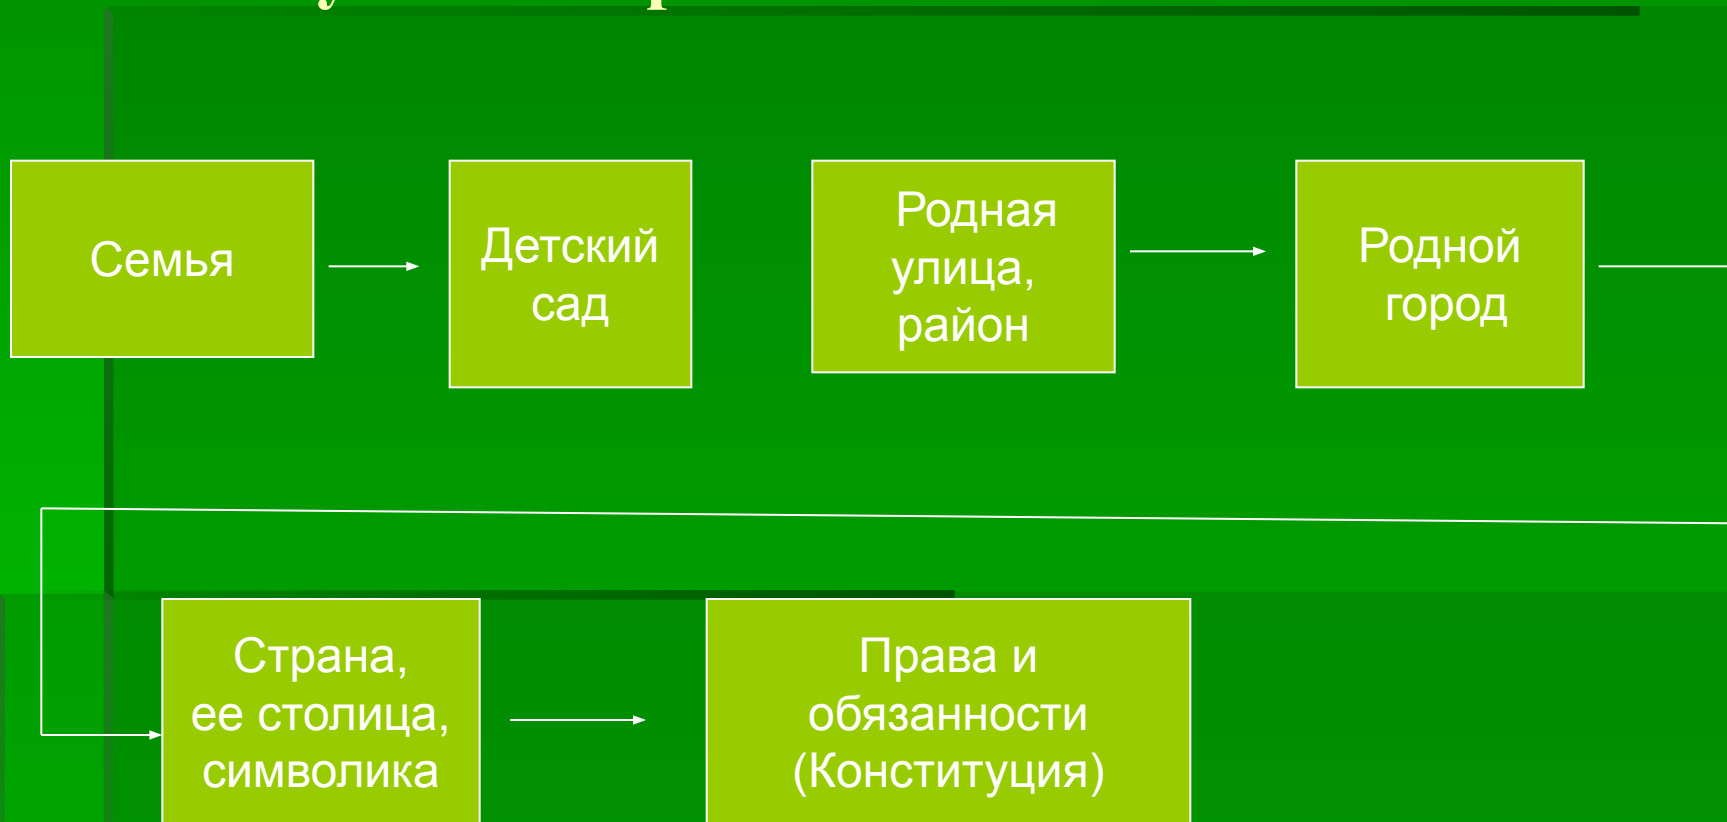 Семья
Детский
сад
Родная
улица,
район
Родной
город
Страна,
ее столица,
символика
Права и
обязанности
(Конституция)